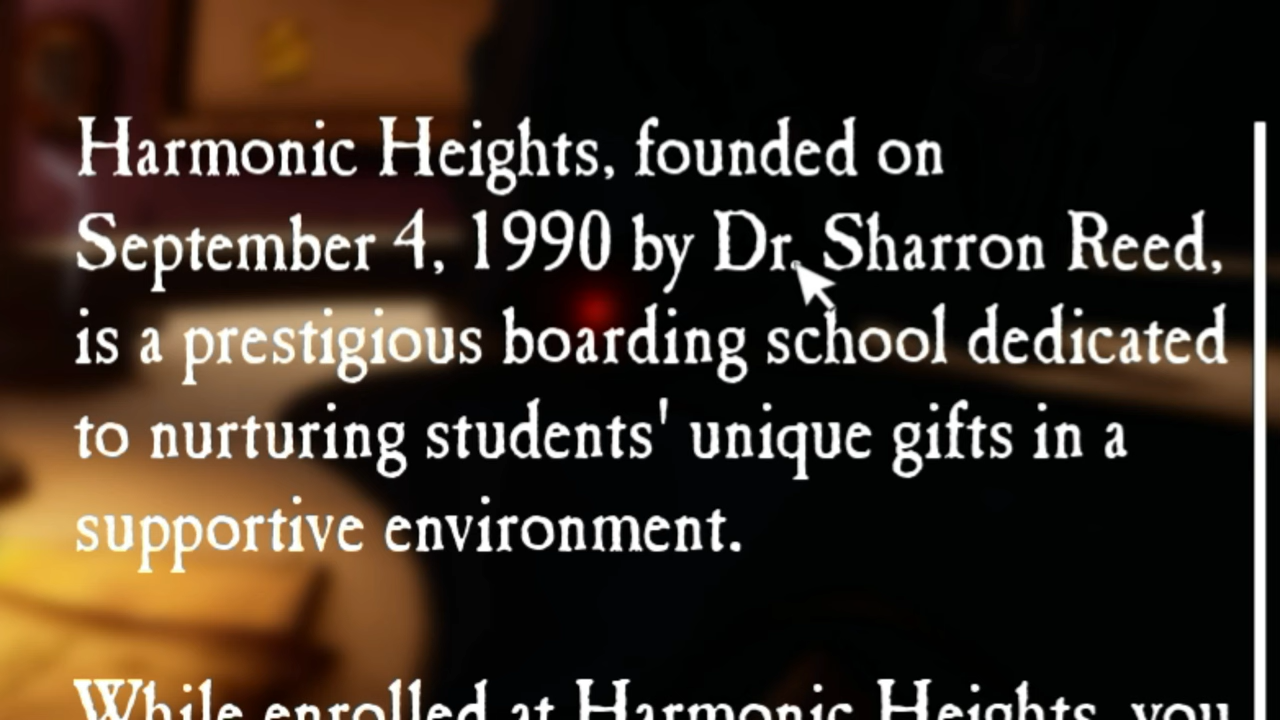 Harmonic Heights, founded on
September 4, 1990 by Dr. Sharron Reed,
is a prestigious boarding school dedicated
to nurturing students' unique gifts in a
supportive environment.
While enrolled at Harmonic Heights, you